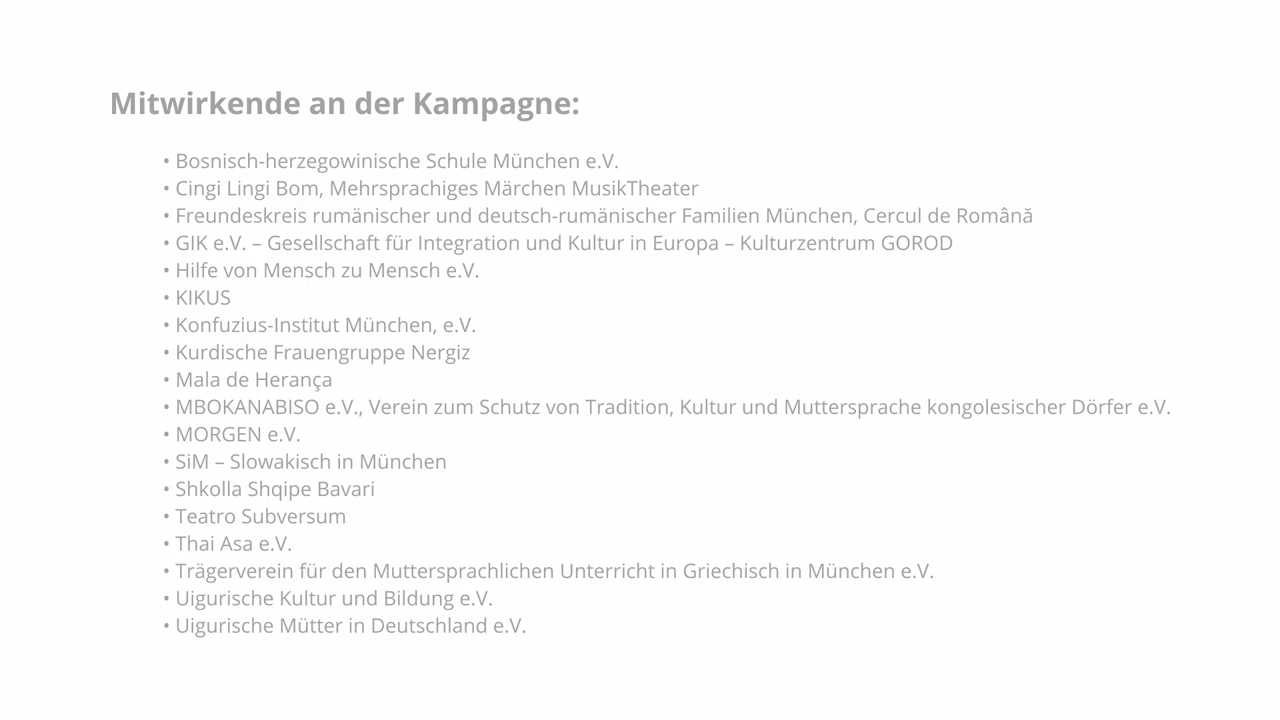 Mitwirkende an der Kampagne:
• Bosnisch-herzegowinische Schule München e.V.
• Cingi Lingi Bom, Mehrsprachiges Märchen MusikTheater
• Freundeskreis rumänischer und deutsch-rumänischer Familien München, Cercul de Română
• GIK e.V. – Gesellschaft für Integration und Kultur in Europa – Kulturzentrum GOROD
• Hilfe von Mensch zu Mensch e.V.
• KIKUS
• Konfuzius-Institut München, e.V.
• Kurdische Frauengruppe Nergiz
• Mala de Herança
• MBOKANABISO e.V., Verein zum Schutz von Tradition, Kultur und Muttersprache kongolesischer Dörfer e.V.
• MORGEN e.V.
• SiM – Slowakisch in München
• Shkolla Shqipe Bavari
• Teatro Subversum
• Thai Asa e.V.
• Trägerverein für den Muttersprachlichen Unterricht in Griechisch in München e.V.
• Uigurische Kultur und Bildung e.V.
• Uigurische Mütter in Deutschland e.V.